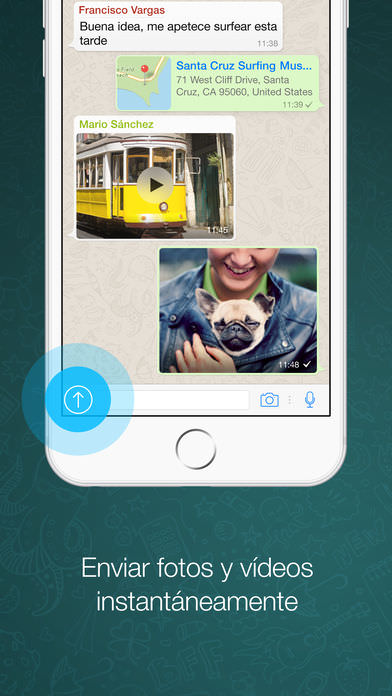 Francisco Vargas
Buena idea, me apetece surfear esta
tarde
11:38
Santa Cruz Surfing Mus...
71 West Cliff Drive, Santa
Cruz, CA 95060, United States
11:39
Mario Sánchez
11:45
11:48
Enviar fotos y vídeos
instantáneamente